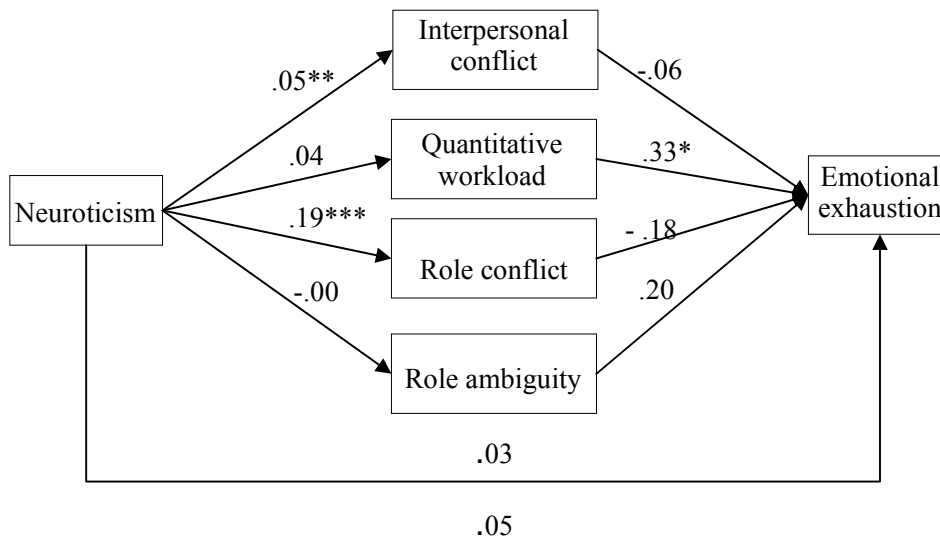 Interpersonal
conflict
.05**
-.06
Quantitative
workload
.04
.33*
Neuroticism
Emotional
exhaustion
.19***
- .18
Role conflict
-.00
.20
Role ambiguity
.03
.05